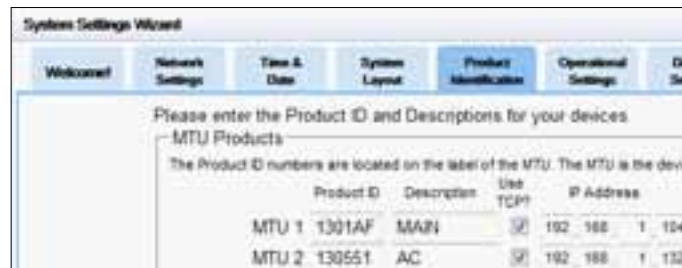 System Settings Wizard
Welcome! Network Settings Time & Date System Layout Product Identification Operational Settings
Please enter the Product ID and Descriptions for your devices
MTU Products
The Product ID numbers are located on the label of the MTU. The MTU is the
Product ID Description Use TCP? IP Address
MTU 1 1301AF MAIN 192 168 1 104
MTU 2 130551 AC 192 168 1 132